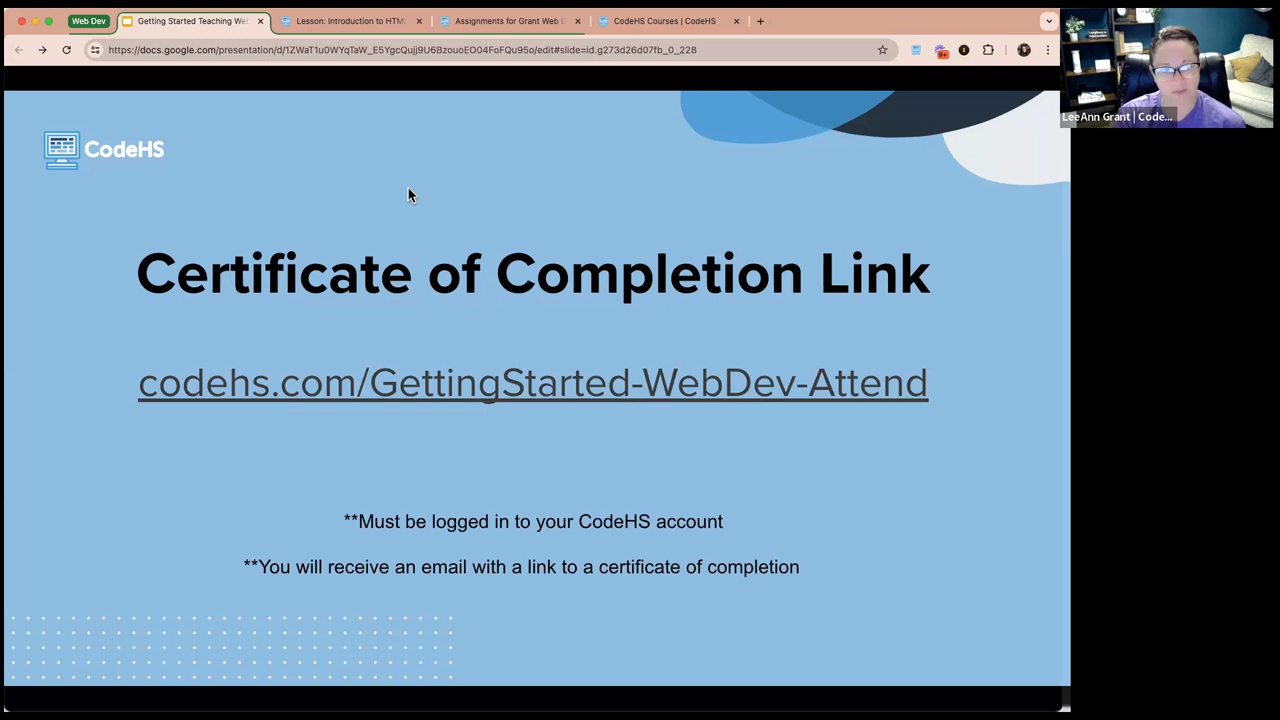 Web Dev
Getting Started Teaching We
Lesson: Introduction to HTML
Assignments for Grant Web D
CodeHS Courses | CodeHS
https://docs.google.com/presentation/d/1ZWaT1u0WYqTaW_E5YgcQujj9U6BzouoEO04FoFQu95o/edit#slide=id.g273d26d07fb_0_228
9+
LeeAnn Grant | Code...
CodeHS
Certificate of Completion Link
codehs.com/GettingStarted-WebDev-Attend
**Must be logged in to your CodeHS account
**You will receive an email with a link to a certificate of completion